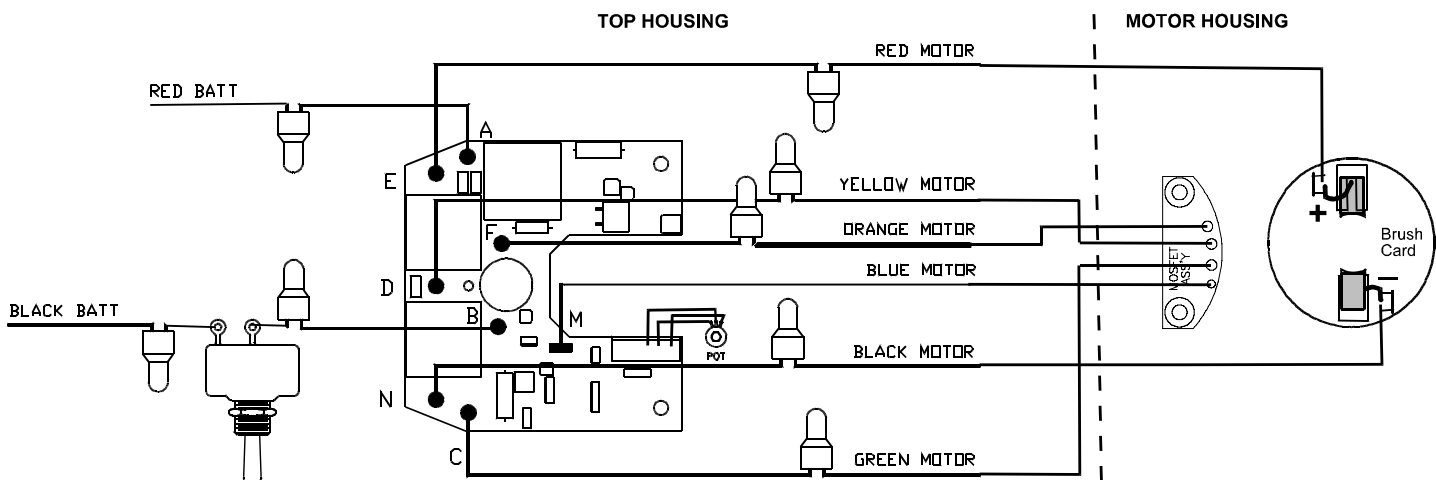 TOP HOUSING
MOTOR HOUSING
RED MOTOR
RED BATT
A
E
YELLOW MOTOR
F
ORANGE MOTOR
BLUE MOTOR
D
BLACK BATT
B
M
POT
BLACK MOTOR
N
C
GREEN MOTOR
MOSFET
ASS'Y
+
−
Brush
Card